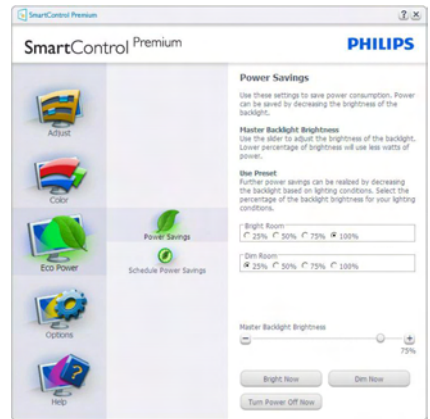 SmartControl Premium
SmartControl Premium
PHILIPS
Adjust
Color
Eco Power
Options
Help
Power Savings
Schedule Power Savings
Power Savings
Use these settings to save power consumption. Power
can be saved by decreasing the brightness of the
backlight.
Master Backlight Brightness
Use the slider to adjust the brightness of the backlight.
Lower percentage of brightness will use less watts of
power.
Use Preset
Further power savings can be realized by decreasing
the backlight based on lighting conditions. Select the
percentage of the backlight brightness for your lighting
conditions.
Bright Room
25% 50% 75% 100%
Dim Room
25% 50% 75% 100%
Master Backlight Brightness
75%
Bright Now Dim Now
Turn Power Off Now